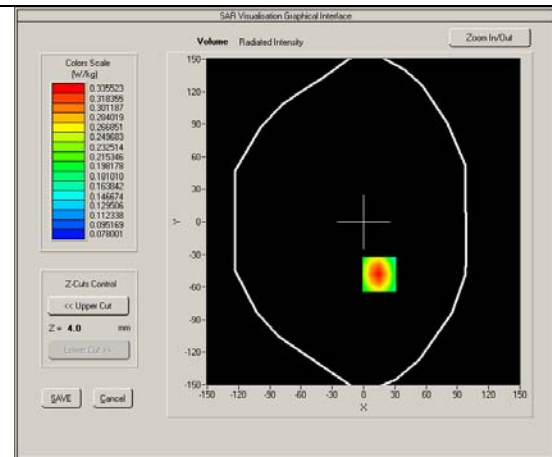 SAR Visualisation Graphical Interface
Volume Radiated Intensity
Zoom In/Out
Colors Scale
(W/kg)
0.335523
0.318355
0.301187
0.284019
0.266851
0.249683
0.232514
0.215346
0.198178
0.181010
0.163842
0.146674
0.129506
0.112338
0.095169
0.078001
Z-Cuts Control
<< Upper Cut
Z = 4.0 mm
Lower Cut >>
SAVE
Cancel
150
120
90
60
30
0
-30
-60
-90
-120
-150
Y
-150 -120 -90 -60 -30 0 30 60 90 120 150
X